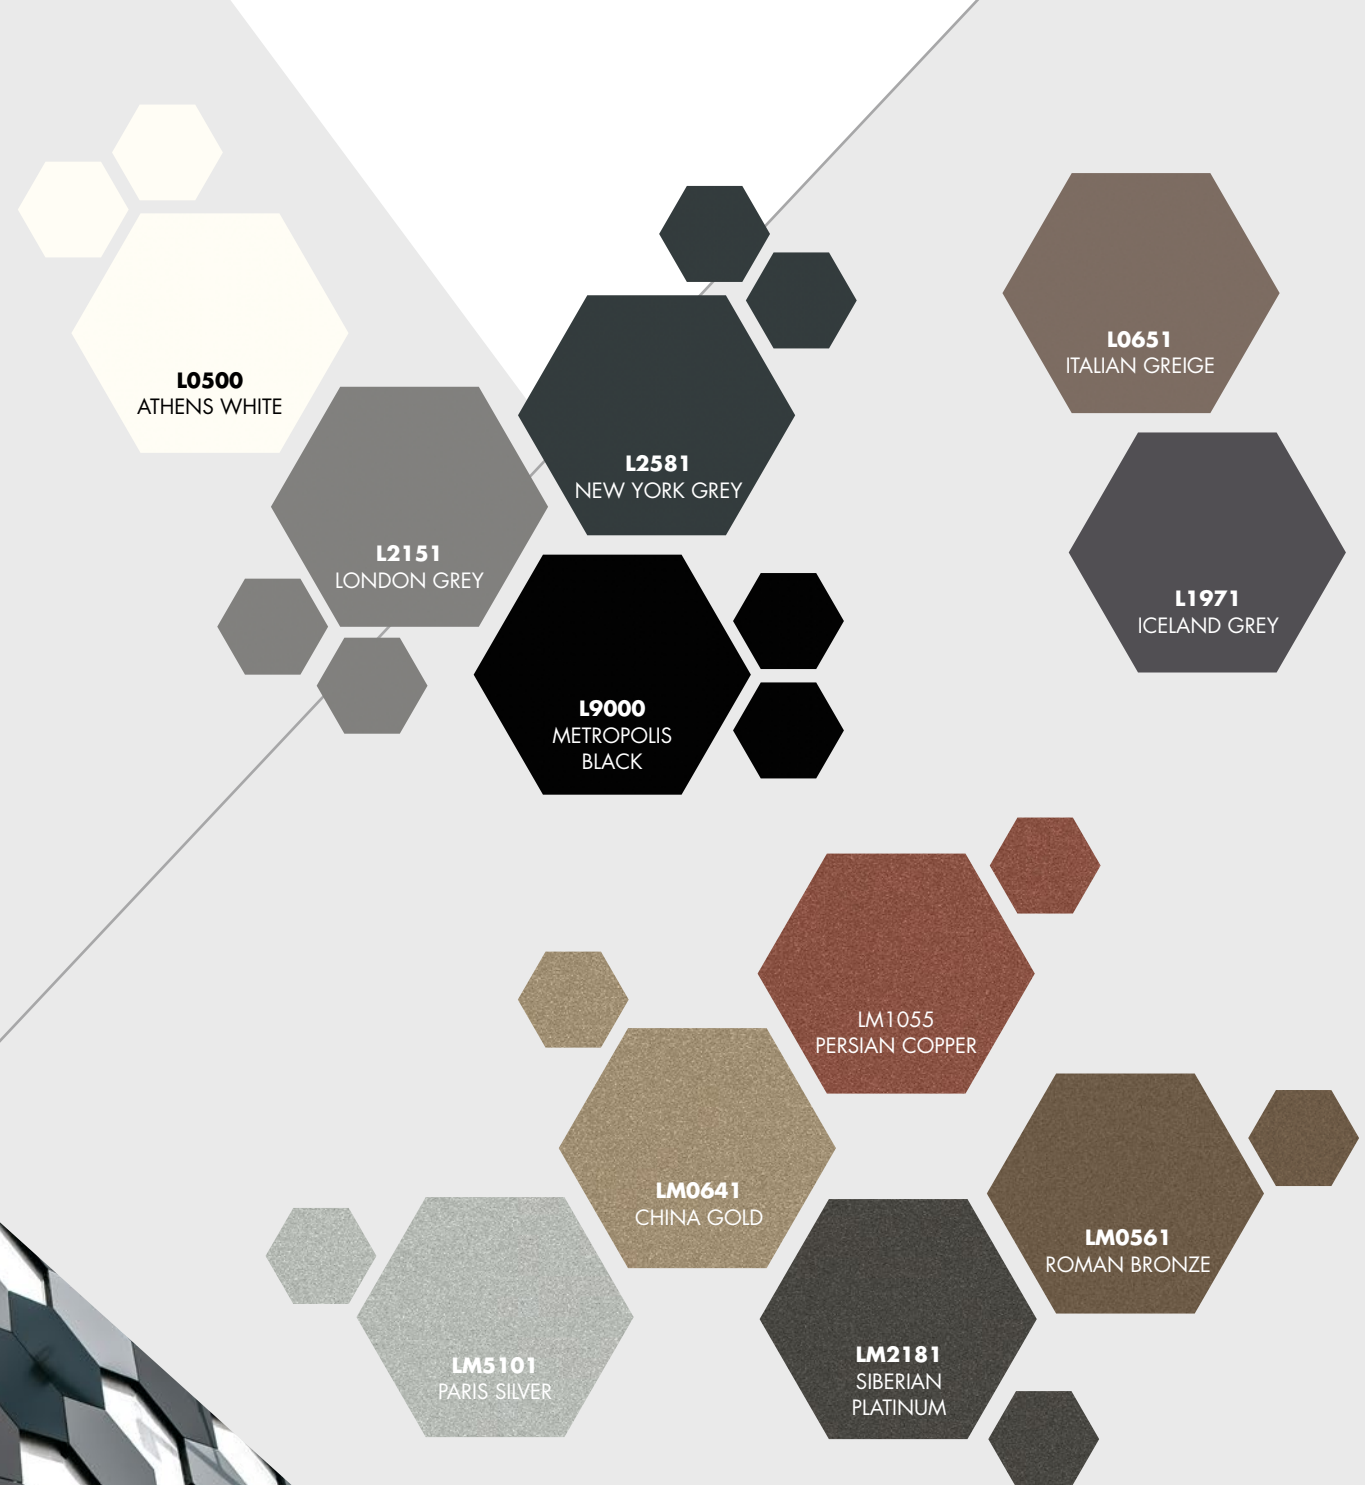 L0500
ATHENS WHITE
L2151
LONDON GREY
L2581
NEW YORK GREY
L9000
METROPOLIS
BLACK
L0651
ITALIAN GREIGE
L1971
ICELAND GREY
LM1055
PERSIAN COPPER
LM0641
CHINA GOLD
LM0561
ROMAN BRONZE
LM5101
PARIS SILVER
LM2181
SIBERIAN
PLATINUM